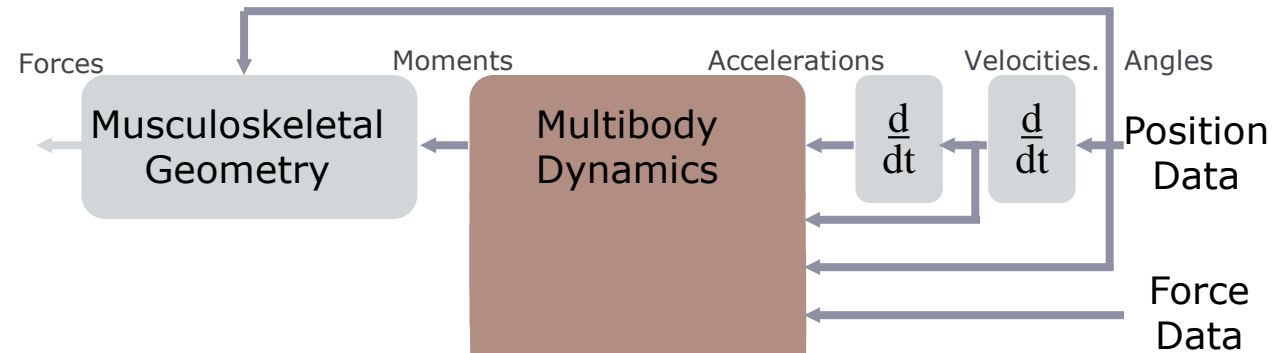 Forces
Moments
Accelerations
Velocities.
Angles
Musculoskeletal
Geometry
Multibody
Dynamics
d
dt
d
dt
Position
Data
Force
Data